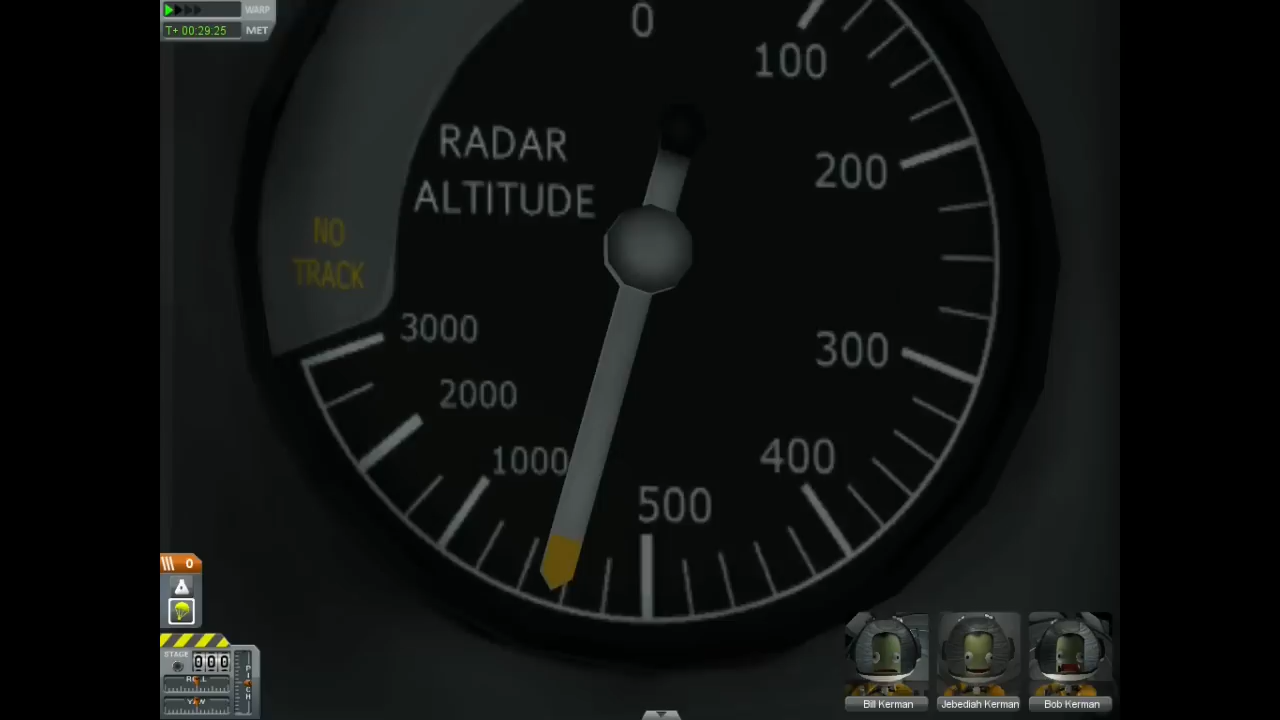 WARP
T+ 00:29:25 MET
0
100
RADAR
ALTITUDE
200
NO
TRACK
3000
300
2000
400
1000
500
0
STAGE
000
ROLL
PITCH
YAW
Bill Kerman
Jebediah Kerman
Bob Kerman